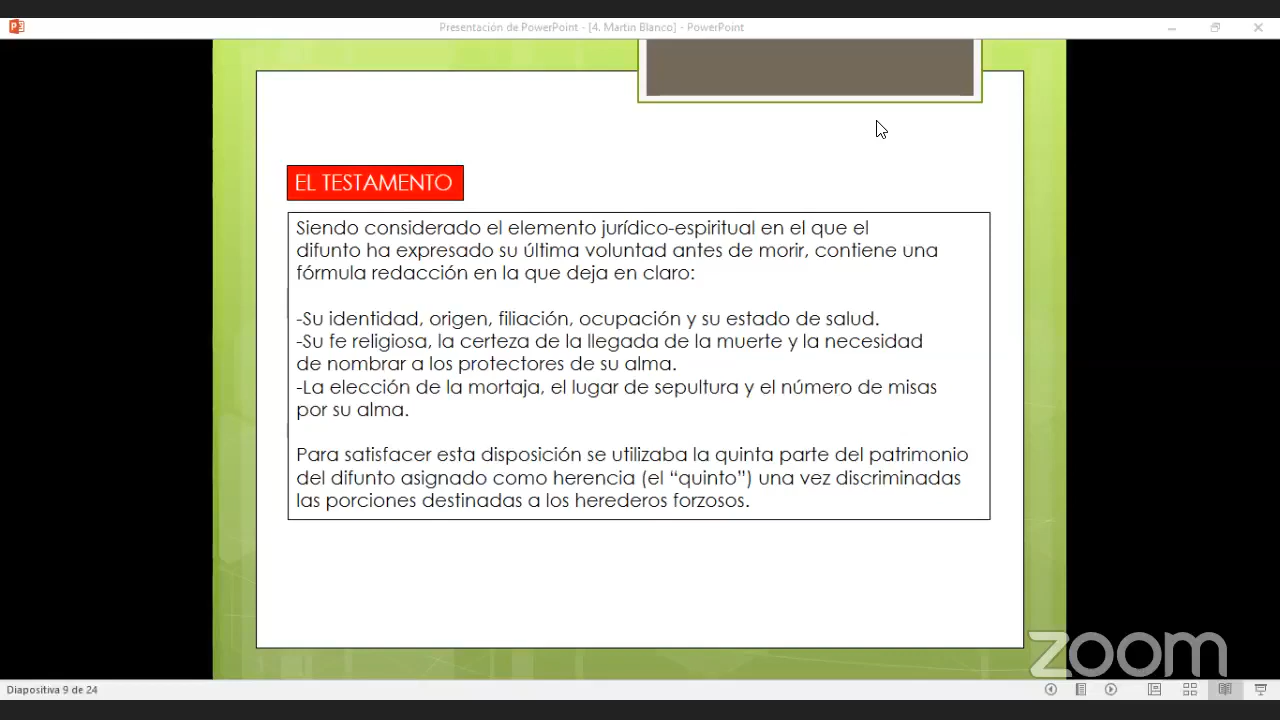 Presentación de PowerPoint - [4. Martin Blanco] - PowerPoint
EL TESTAMENTO
Siendo considerado el elemento jurídico-espiritual en el que el
difunto ha expresado su última voluntad antes de morir, contiene una
fórmula redacción en la que deja en claro:
-Su identidad, origen, filiación, ocupación y su estado de salud.
-Su fe religiosa, la certeza de la llegada de la muerte y la necesidad
de nombrar a los protectores de su alma.
-La elección de la mortaja, el lugar de sepultura y el número de misas
por su alma.
Para satisfacer esta disposición se utilizaba la quinta parte del patrimonio
del difunto asignado como herencia (el “quinto”) una vez discriminadas
las porciones destinadas a los herederos forzosos.
zoom
Diapositiva 9 de 24